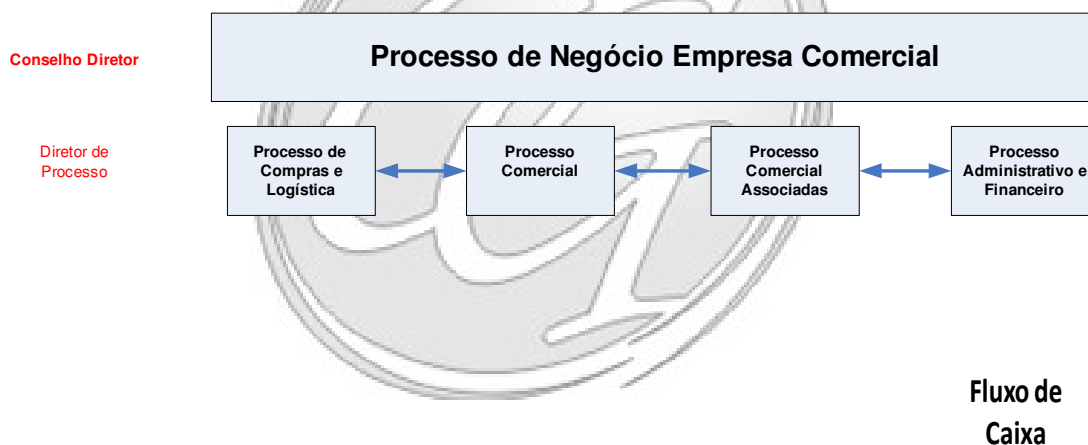 Conselho Diretor
Processo de Negócio Empresa Comercial
Diretor de
Processo
Processo de
Compras e
Logística
Processo
Comercial
Processo
Comercial
Associadas
Processo
Administrativo e
Financeiro
Fluxo de
Caixa